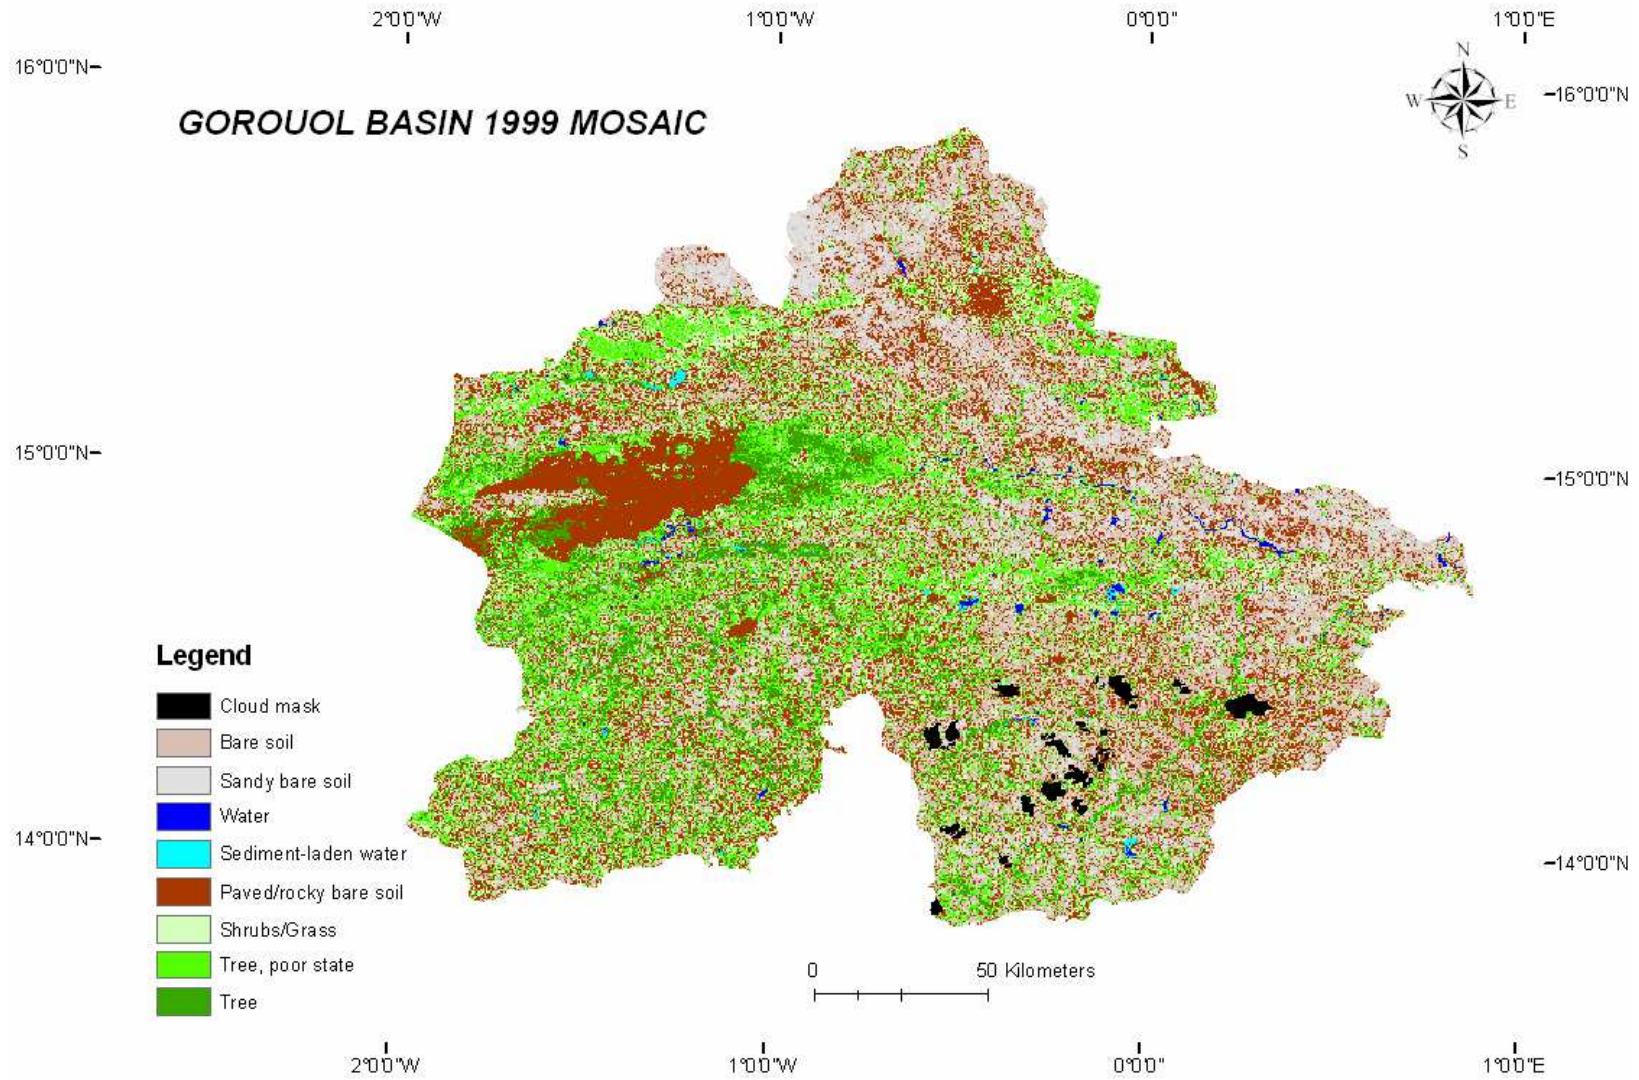 2°0'0"W 1°0'0"W 0°0'0" 1°0'0"E
16°0'0"N
N
W E
S
16°0'0"N
GOROUOL BASIN 1999 MOSAIC
15°0'0"N
15°0'0"N
Legend
Cloud mask
Bare soil
Sandy bare soil
Water
Sediment-laden water
Paved/rocky bare soil
Shrubs/Grass
Tree, poor state
Tree
14°0'0"N
14°0'0"N
0 50 Kilometers
2°0'0"W 1°0'0"W 0°0'0" 1°0'0"E